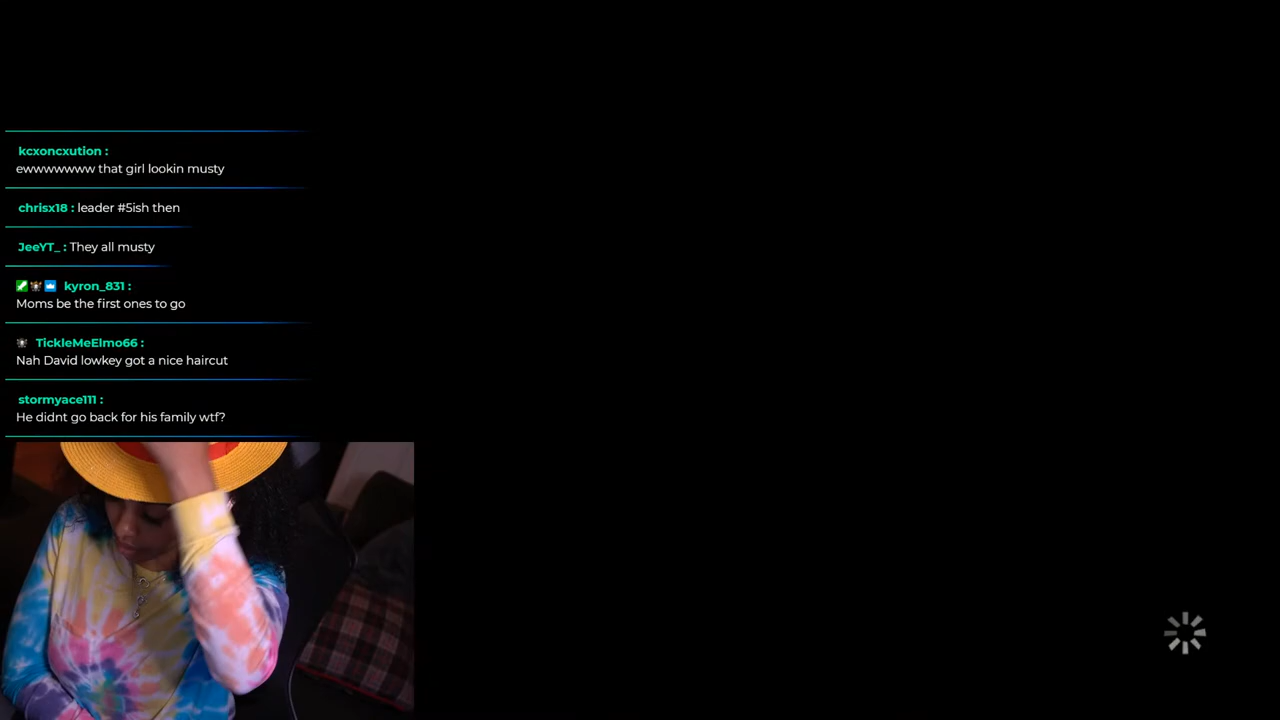 kcxoncxution :
ewwwwwww that girl lookin musty
chrisx18 : leader #5ish then
JeeYT_ : They all musty
kyron_831 :
Moms be the first ones to go
TickleMeElmo66 :
Nah David lowkey got a nice haircut
stormyace111 :
He didnt go back for his family wtf?